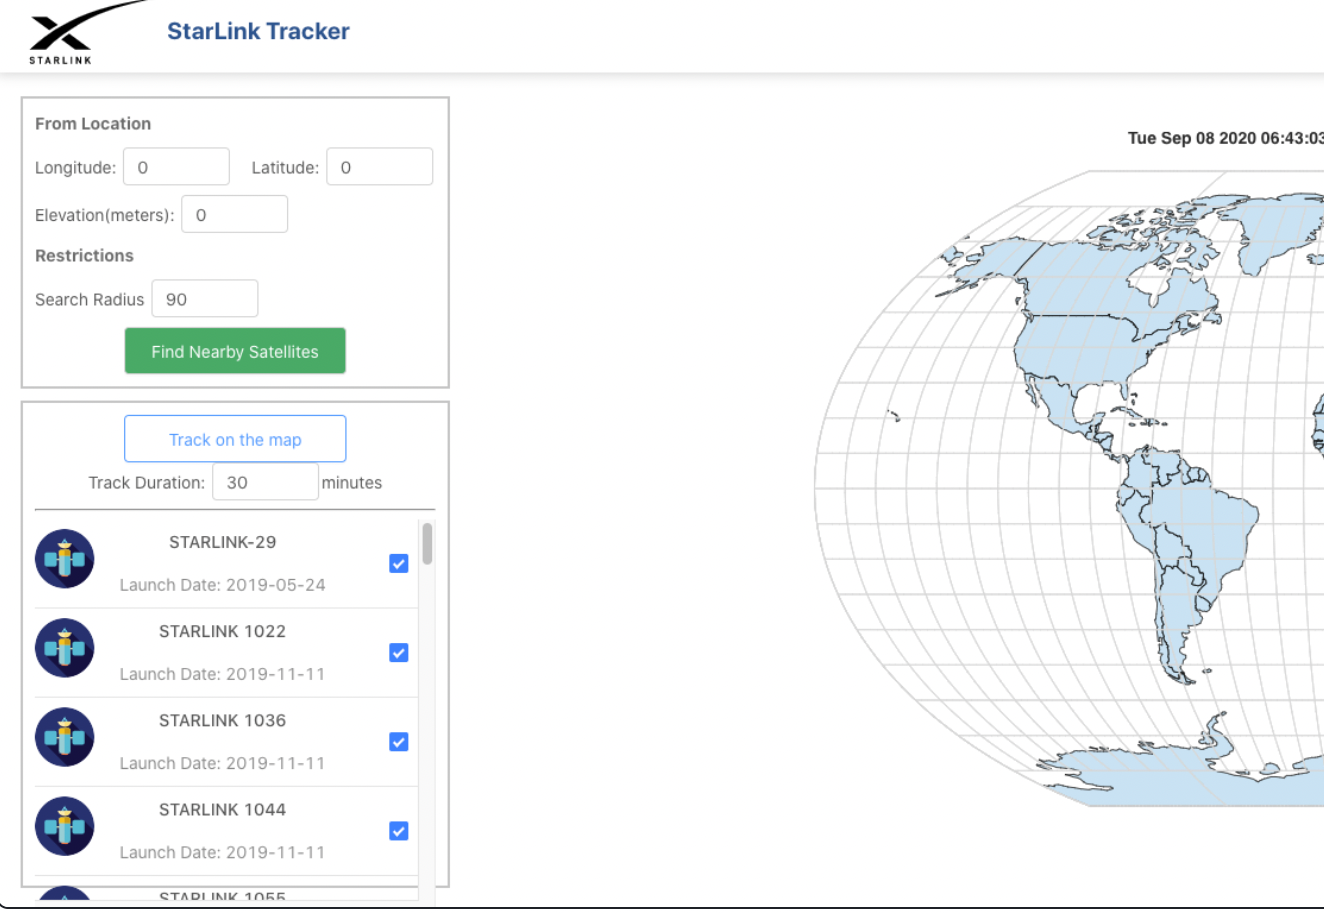 STARLINK
StarLink Tracker
From Location
Longitude: 0 Latitude: 0
Elevation(meters): 0
Restrictions
Search Radius 90
Find Nearby Satellites
Track on the map
Track Duration: 30 minutes
STARLINK-29
Launch Date: 2019-05-24
STARLINK 1022
Launch Date: 2019-11-11
STARLINK 1036
Launch Date: 2019-11-11
STARLINK 1044
Launch Date: 2019-11-11
STARLINK 1055
Tue Sep 08 2020 06:43:03